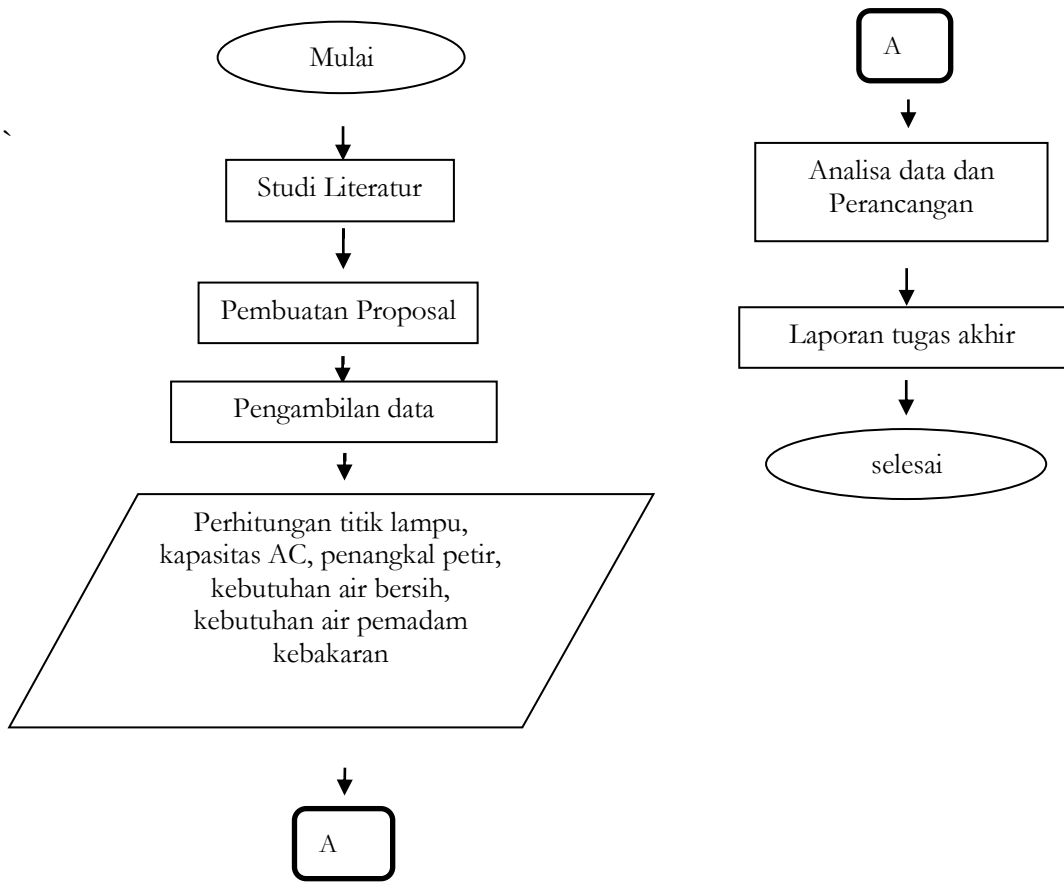 Mulai
`
Studi Literatur
Pembuatan Proposal
Pengambilan data
Perhitungan titik lampu,
kapasitas AC, penangkal petir,
kebutuhan air bersih,
kebutuhan air pemadam
kebakaran
A
A
Analisa data dan
Perancangan
Laporan tugas akhir
selesai